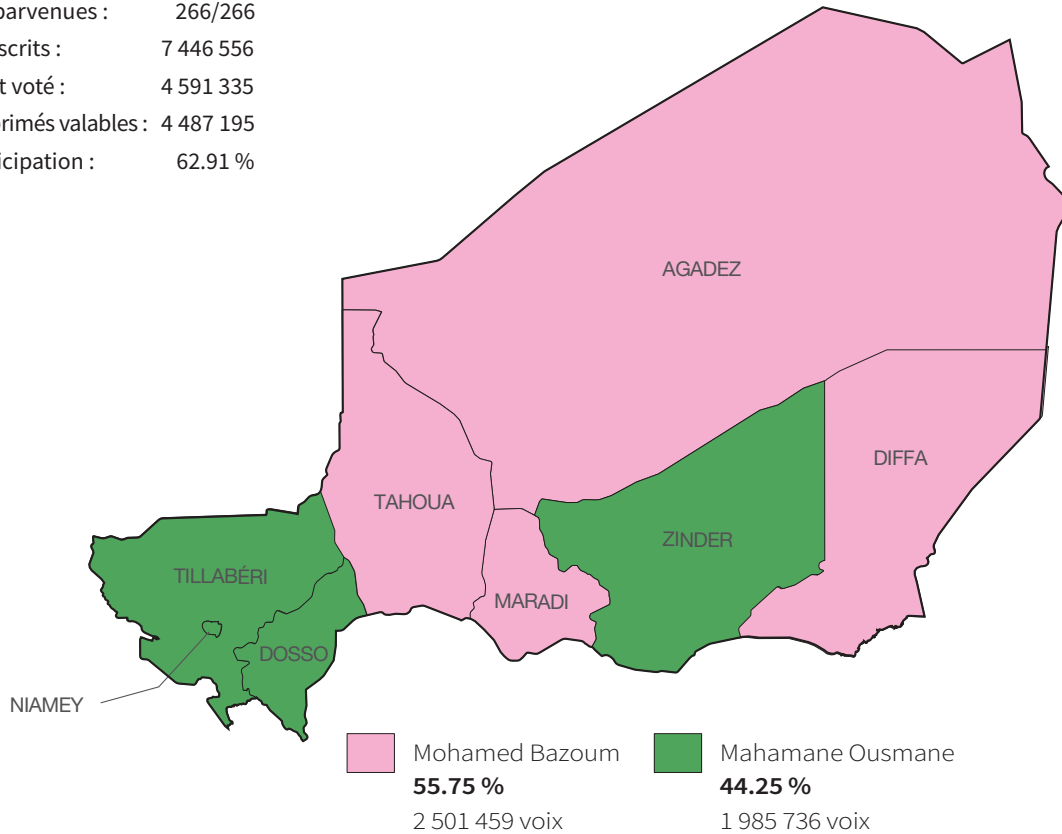 parvenues : 266/266
scrits : 7 446 556
t voté : 4 591 335
primés valables : 4 487 195
icipation : 62.91 %
AGADEZ
DIFFA
TAHOUA
ZINDER
TILLABÉRI
MARADI
DOSSO
NIAMEY
Mohamed Bazoum
55.75 %
2 501 459 voix
Mahamane Ousmane
44.25 %
1 985 736 voix